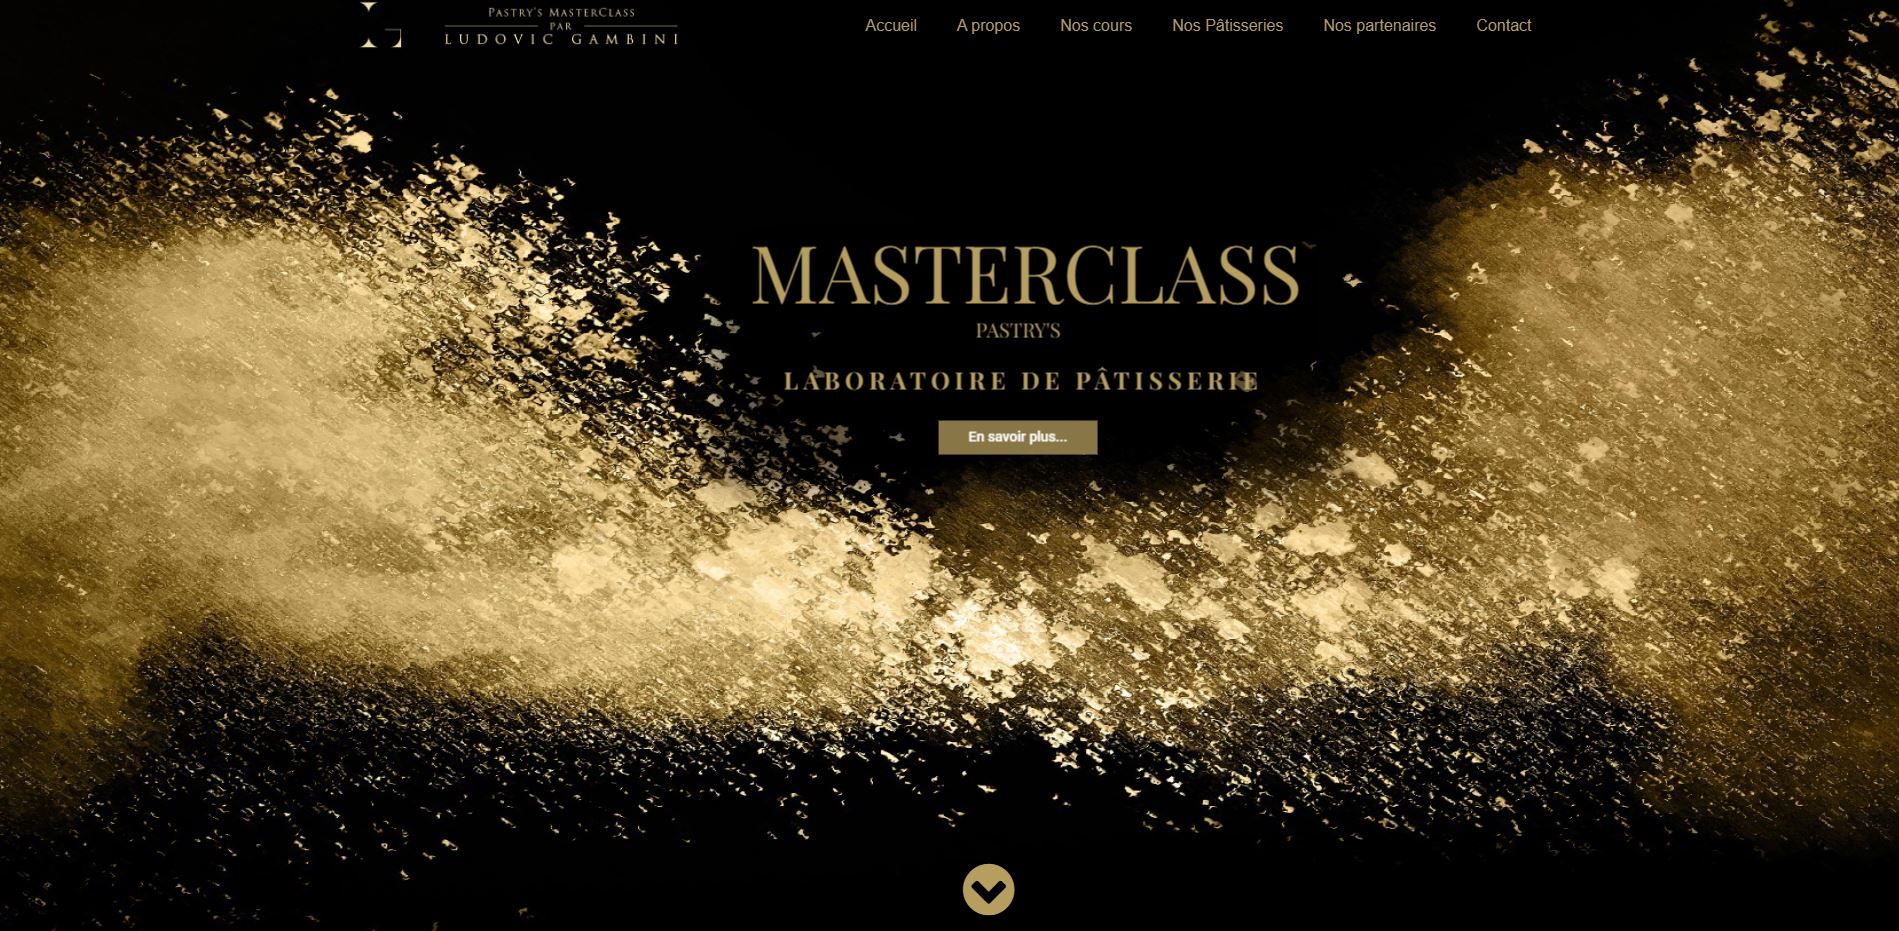 PASTRY'S MASTERCLASS
PAR
LUDOVIC GAMBINI
Accueil A propos Nos cours Nos Pâtisseries Nos partenaires Contact
MASTERCLASS
PASTRY'S
LABORATOIRE DE PÂTISSERIE
En savoir plus...